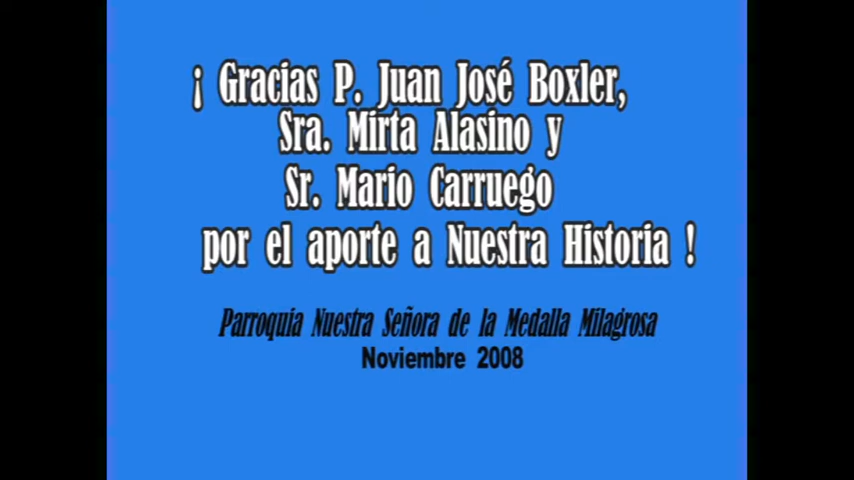 ¡ Gracias P. Juan José Boxler,
Sra. Mirta Alasino y
Sr. Mario Carruego
por el aporte a Nuestra Historia !
Parroquia Nuestra Señora de la Medalla Milagrosa
Noviembre 2008